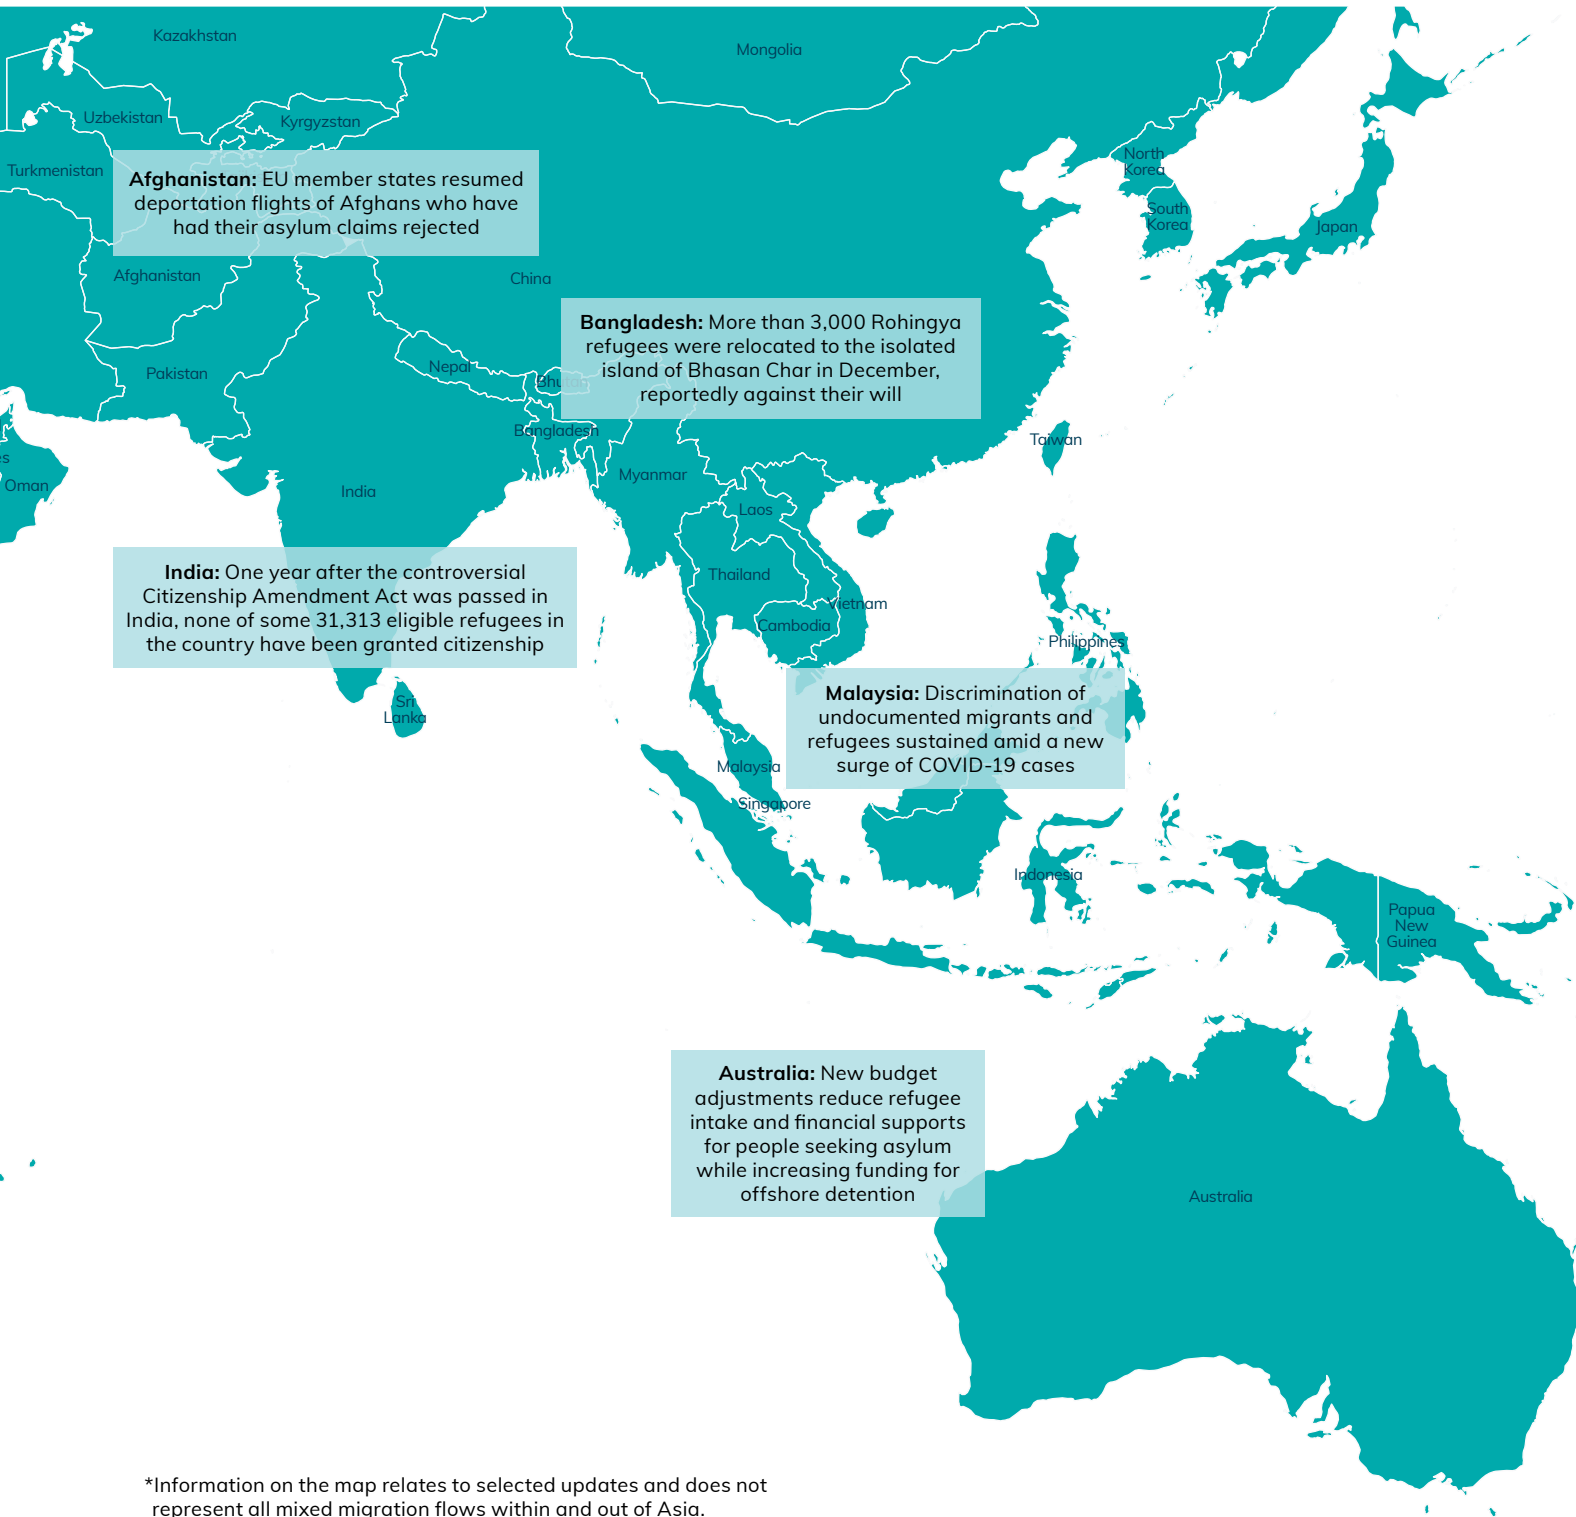 Kazakhstan
Mongolia
Uzbekistan
Kyrgyzstan
Turkmenistan
North
Korea
South
Korea
Japan
Afghanistan: EU member states resumed
deportation flights of Afghans who have
had their asylum claims rejected
Afghanistan
China
Bangladesh: More than 3,000 Rohingya
refugees were relocated to the isolated
island of Bhasan Char in December,
reportedly against their will
Nepal
Pakistan
Bhutan
Bangladesh
Taiwan
es
Oman
Myanmar
India
Laos
India: One year after the controversial
Citizenship Amendment Act was passed in
India, none of some 31,313 eligible refugees in
the country have been granted citizenship
Thailand
Vietnam
Cambodia
Philippines
Sri
Lanka
Malaysia: Discrimination of
undocumented migrants and
refugees sustained amid a new
surge of COVID-19 cases
Malaysia
Singapore
Indonesia
Papua
New
Guinea
Australia: New budget
adjustments reduce refugee
intake and financial supports
for people seeking asylum
while increasing funding for
offshore detention
Australia
*Information on the map relates to selected updates and does not
represent all mixed migration flows within and out of Asia.